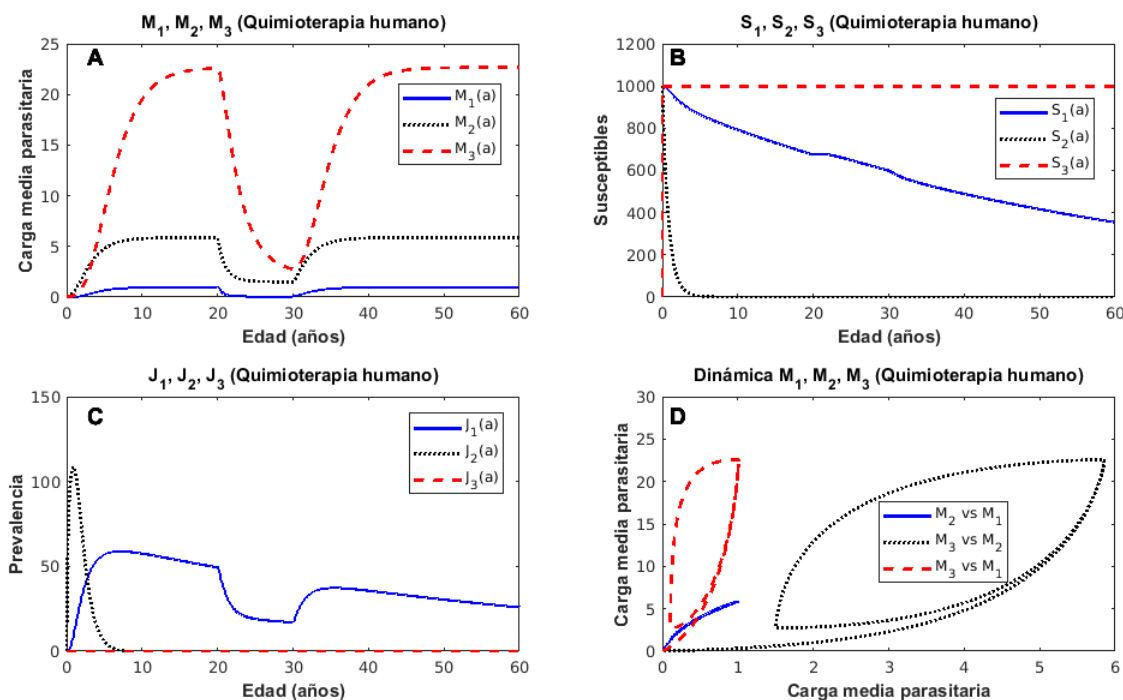 M₁, M₂, M₃ (Quimioterapia humano)
A
Carga media parasitaria
25
20
15
10
5
0
0 10 20 30 40 50 60
Edad (años)
M₁(a)
M₂(a)
M₃(a)
S₁, S₂, S₃ (Quimioterapia humano)
B
Susceptibles
1200
1000
800
600
400
200
0
0 10 20 30 40 50 60
Edad (años)
S₁(a)
S₂(a)
S₃(a)
J₁, J₂, J₃ (Quimioterapia humano)
C
Prevalencia
150
100
50
0
0 10 20 30 40 50 60
Edad (años)
J₁(a)
J₂(a)
J₃(a)
Dinámica M₁, M₂, M₃ (Quimioterapia humano)
D
Carga media parasitaria
30
25
20
15
10
5
0
0 1 2 3 4 5 6
Carga media parasitaria
M₂ vs M₁
M₃ vs M₂
M₃ vs M₁